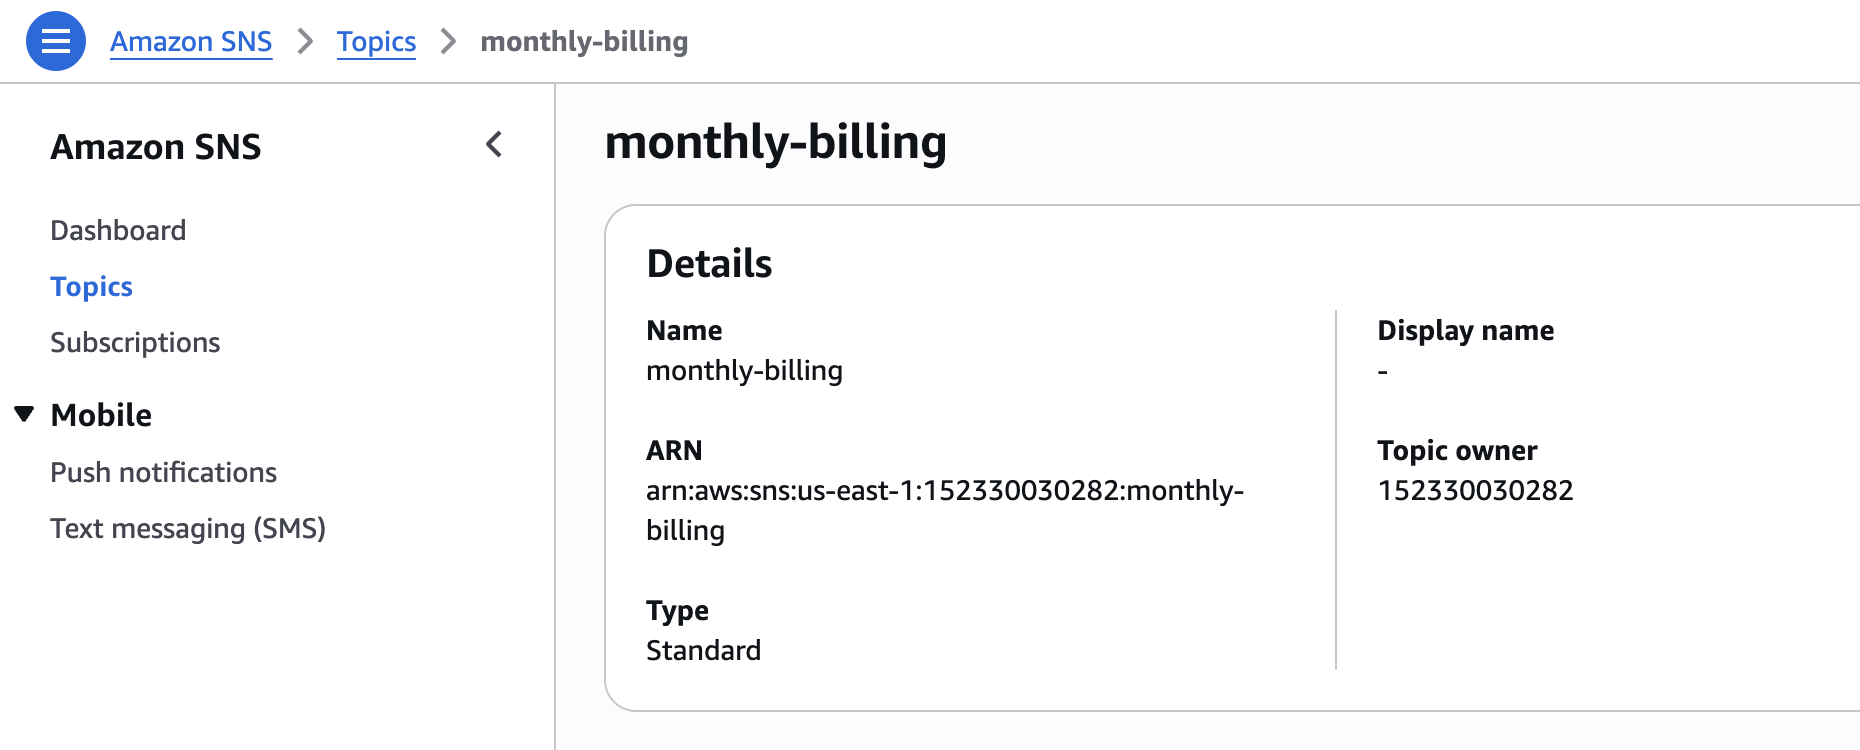 Amazon SNS > Topics > monthly-billing
Amazon SNS
Dashboard
Topics
Subscriptions
Mobile
Push notifications
Text messaging (SMS)
monthly-billing
Details
Name
monthly-billing
ARN
arn:aws:sns:us-east-1:152330030282:monthly-
billing
Type
Standard
Display name
-
Topic owner
152330030282